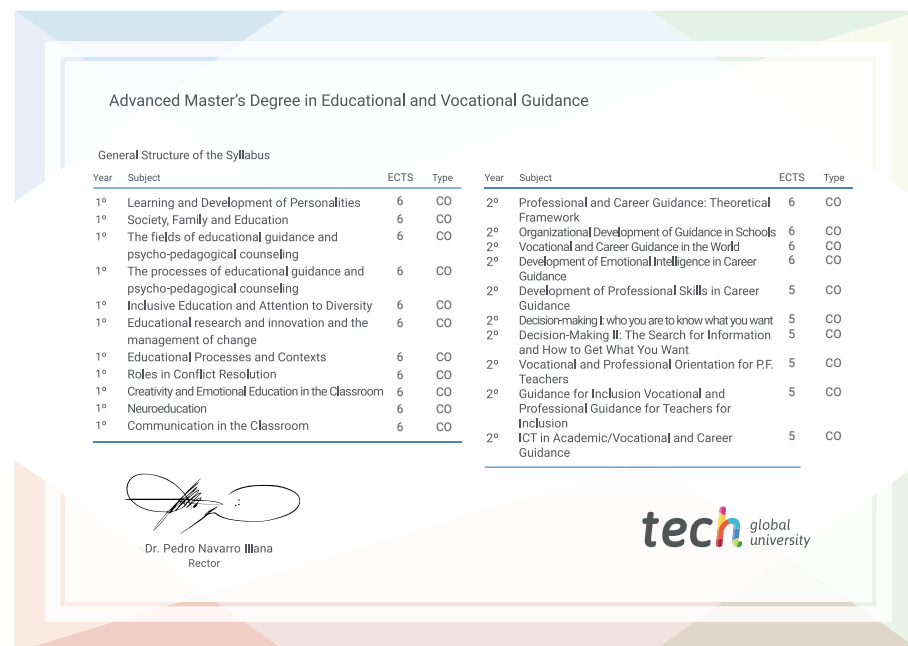 Advanced Master's Degree in Educational and Vocational Guidance
General Structure of the Syllabus
Year Subject ECTS Type
1º Learning and Development of Personalities 6 CO
1º Society, Family and Education 6 CO
1º The fields of educational guidance and 6 CO
psycho-pedagogical counseling
1º The processes of educational guidance and 6 CO
psycho-pedagogical counseling
1º Inclusive Education and Attention to Diversity 6 CO
1º Educational research and innovation and the 6 CO
management of change
1º Educational Processes and Contexts 6 CO
1º Roles in Conflict Resolution 6 CO
1º Creativity and Emotional Education in the Classroom 6 CO
1º Neuroeducation 6 CO
1º Communication in the Classroom 6 CO
Year Subject ECTS Type
2º Professional and Career Guidance: Theoretical 6 CO
Framework
2º Organizational Development of Guidance in Schools 6 CO
2º Vocational and Career Guidance in the World 6 CO
2º Development of Emotional Intelligence in Career 6 CO
Guidance
2º Development of Professional Skills in Career 5 CO
Guidance
2º Decision-making I: who you are to know what you want 5 CO
2º Decision-Making II: The Search for Information 5 CO
and How to Get What You Want
2º Vocational and Professional Orientation for P.F. 5 CO
Teachers
2º Guidance for Inclusion Vocational and 5 CO
Professional Guidance for Teachers for
Inclusion
2º ICT in Academic/Vocational and Career 5 CO
Guidance
Dr. Pedro Navarro Illana
Rector
tech global
university